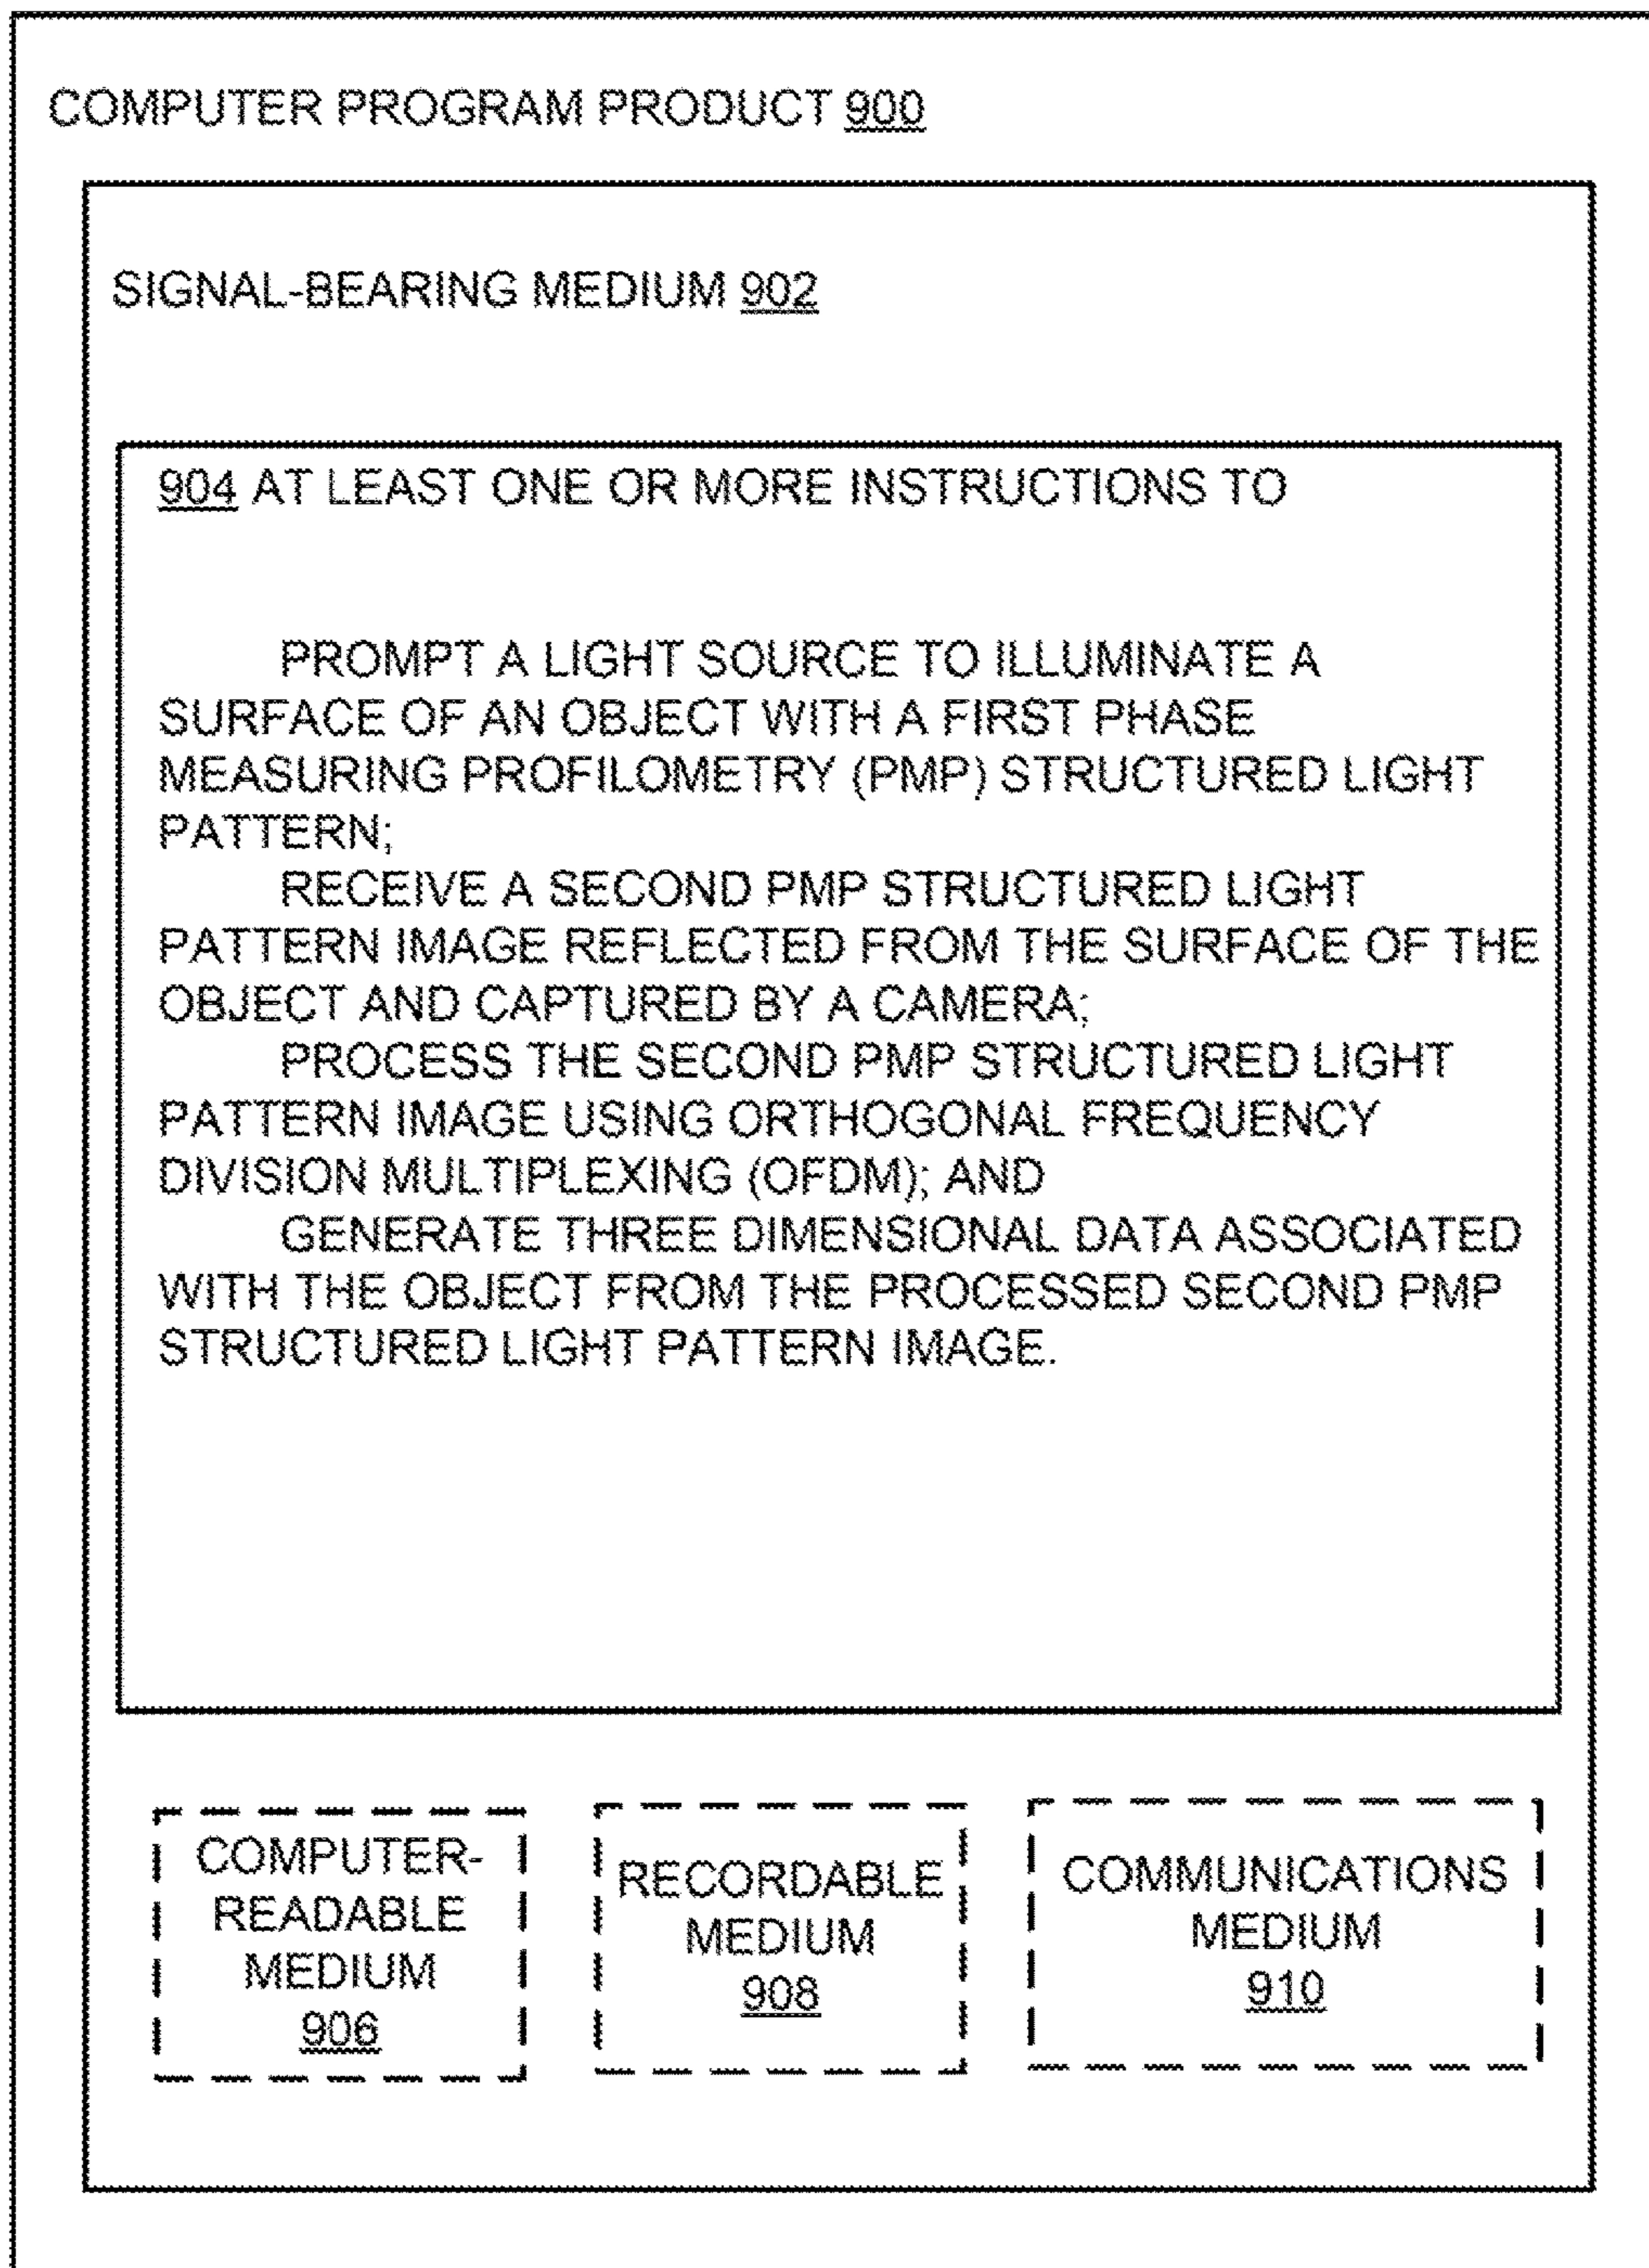 COMPUTER PROGRAM PRODUCT 900
SIGNAL-BEARING MEDIUM 902
904 AT LEAST ONE OR MORE INSTRUCTIONS TO
PROMPT A LIGHT SOURCE TO ILLUMINATE A
SURFACE OF AN OBJECT WITH A FIRST PHASE
MEASURING PROFILOMETRY (PMP) STRUCTURED LIGHT
PATTERN;
RECEIVE A SECOND PMP STRUCTURED LIGHT
PATTERN IMAGE REFLECTED FROM THE SURFACE OF THE
OBJECT AND CAPTURED BY A CAMERA;
PROCESS THE SECOND PMP STRUCTURED LIGHT
PATTERN IMAGE USING ORTHOGONAL FREQUENCY
DIVISION MULTIPLEXING (OFDM); AND
GENERATE THREE DIMENSIONAL DATA ASSOCIATED
WITH THE OBJECT FROM THE PROCESSED SECOND PMP
STRUCTURED LIGHT PATTERN IMAGE.
COMPUTER-
READABLE
MEDIUM
906
RECORDABLE
MEDIUM
908
COMMUNICATIONS
MEDIUM
910